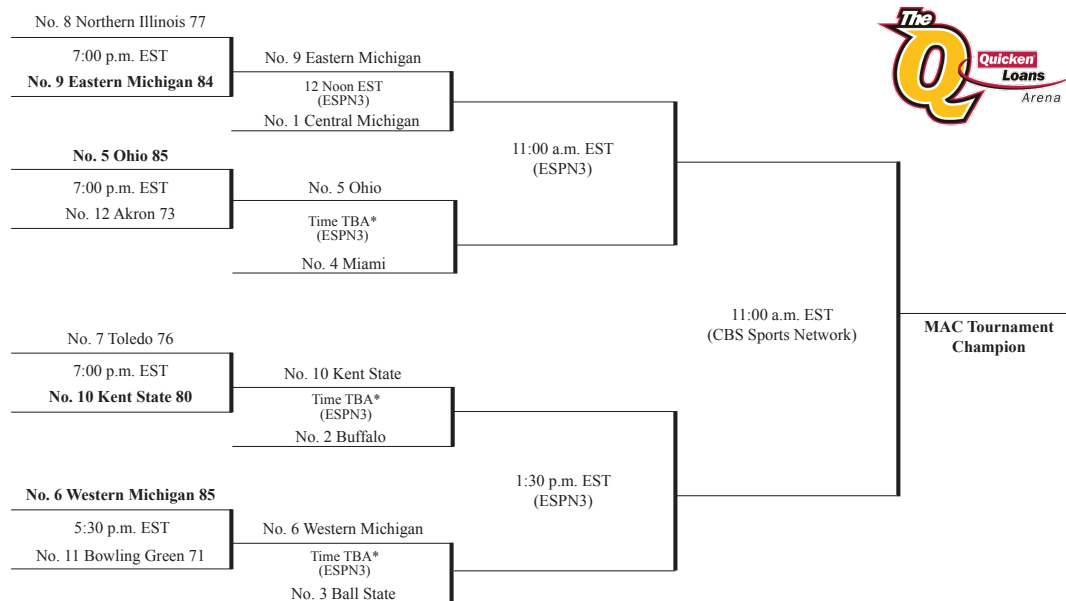 No. 8 Northern Illinois 77
7:00 p.m. EST
No. 9 Eastern Michigan 84
No. 5 Ohio 85
7:00 p.m. EST
No. 12 Akron 73
No. 7 Toledo 76
7:00 p.m. EST
No. 10 Kent State 80
No. 6 Western Michigan 85
5:30 p.m. EST
No. 11 Bowling Green 71
No. 9 Eastern Michigan
12 Noon EST
(ESPN3)
No. 1 Central Michigan
No. 5 Ohio
Time TBA*
(ESPN3)
No. 4 Miami
No. 10 Kent State
Time TBA*
(ESPN3)
No. 2 Buffalo
No. 6 Western Michigan
Time TBA*
(ESPN3)
No. 3 Ball State
11:00 a.m. EST
(ESPN3)
1:30 p.m. EST
(ESPN3)
11:00 a.m. EST
(CBS Sports Network)
MAC Tournament
Champion
The
Q
Quicken
Loans
Arena